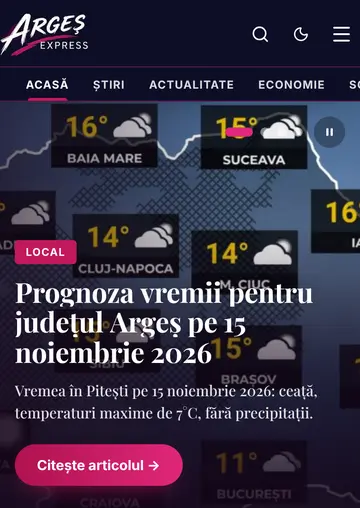 ARGEȘ
EXPRESS
ACASĂ ȘTIRI ACTUALITATE ECONOMIE
16°
BAIA MARE
15°
SUCEAVA
16°
14°
CLUJ-NAPOCA
14°
M. CIUC
LOCAL
Prognoza vremii pentru
județul Argeș pe 15
noiembrie 2026
SIBIU
15°
BRAȘOV
Vremea în Pitești pe 15 noiembrie 2026: ceață,
temperaturi maxime de 7°C, fără precipitații.
Citește articolul →
11°
BUCUREȘTI
CRAIOVA